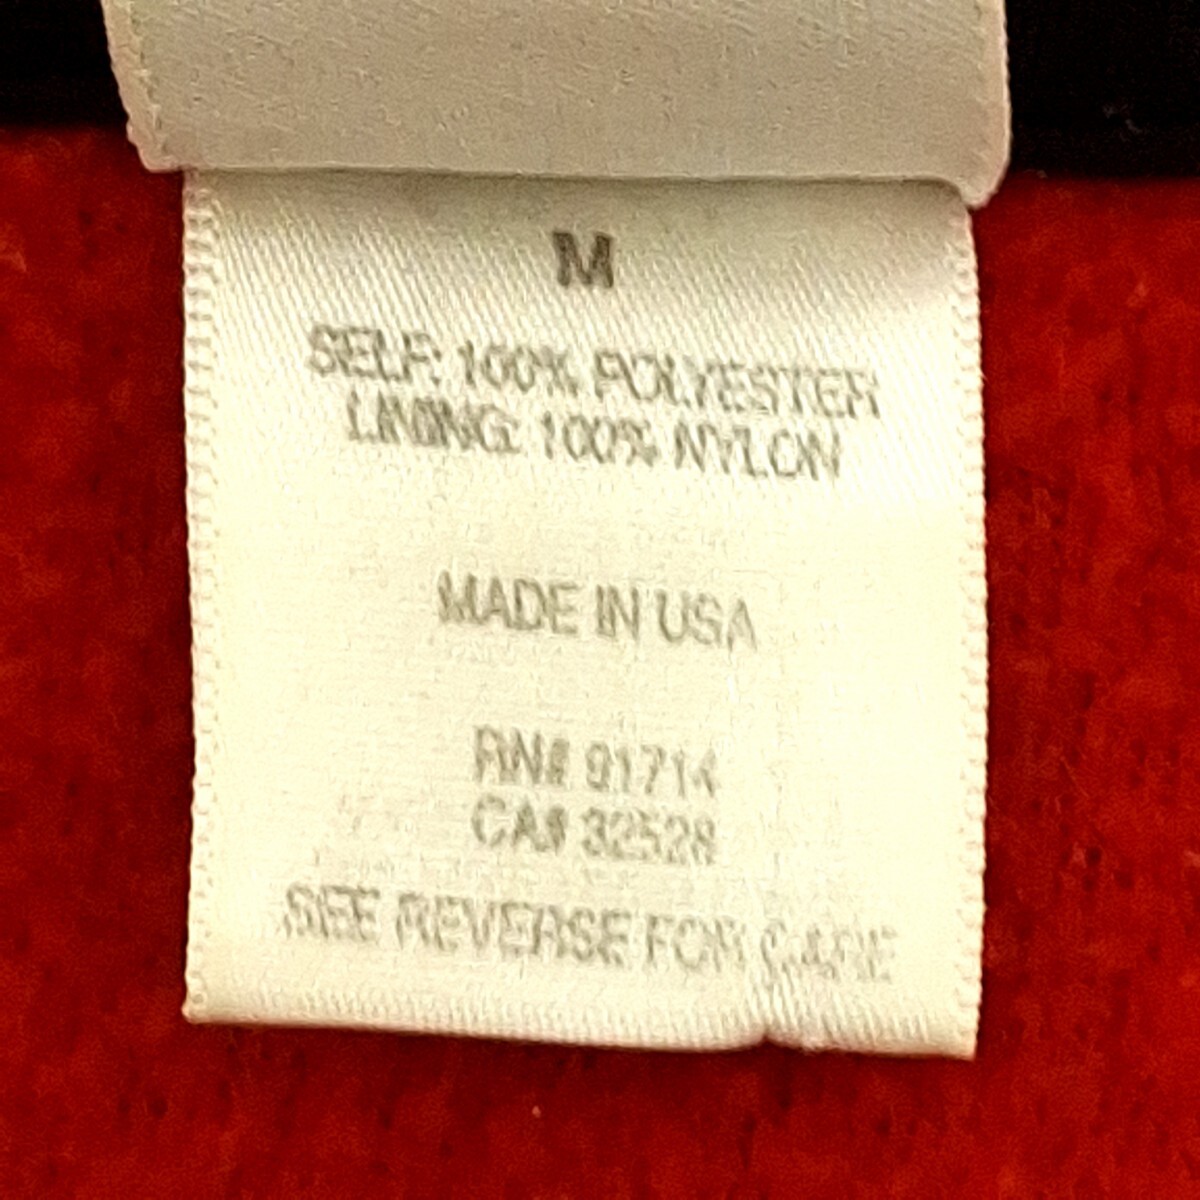 M
SELF: 100% POLYESTER
LINING: 100% NYLON
MADE IN USA
RN# 91714
CA# 32528
SEE REVERSE FOR CARE